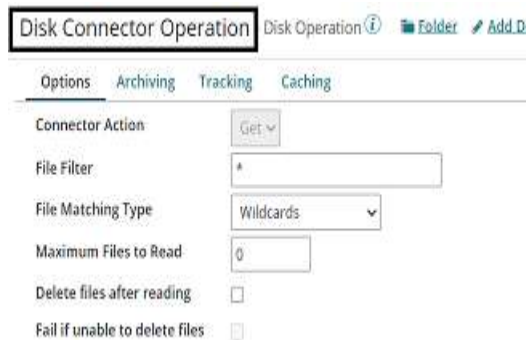 Disk Connector Operation Disk Operation i Folder Add D
Options Archiving Tracking Caching
Connector Action Get
File Filter *
File Matching Type Wildcards
Maximum Files to Read 0
Delete files after reading
Fail if unable to delete files